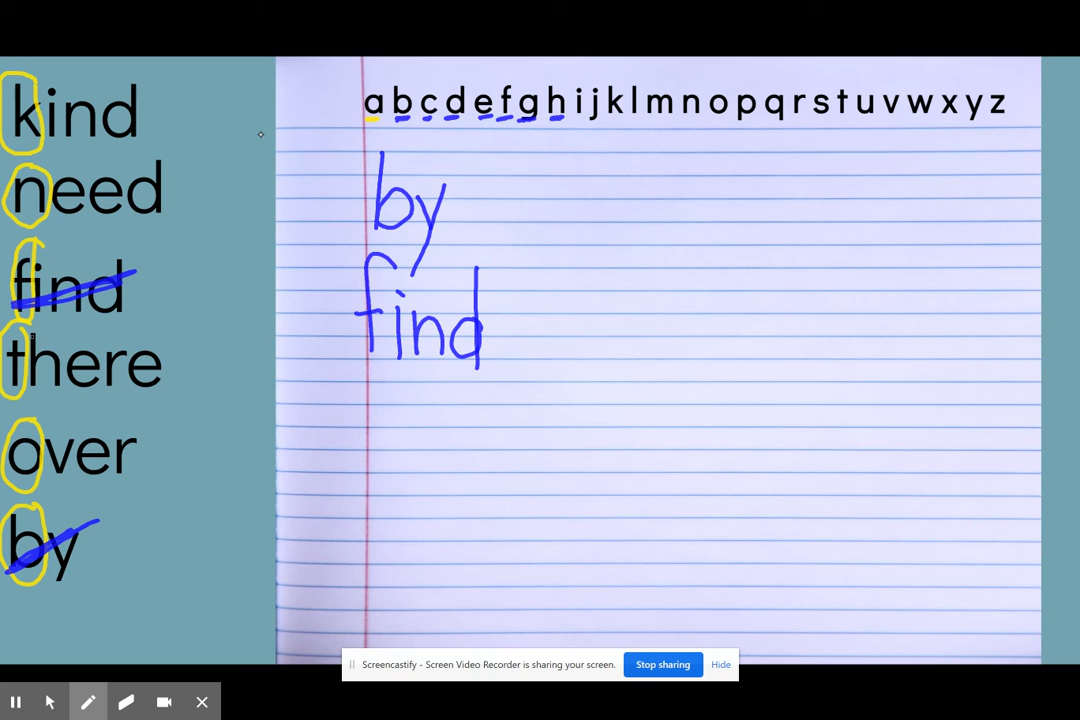 kind
need
find
there
over
by
a b c d e f g h i j k l m n o p q r s t u v w x y z
by
find
Screencastify - Screen Video Recorder is sharing your screen.
Stop sharing
Hide